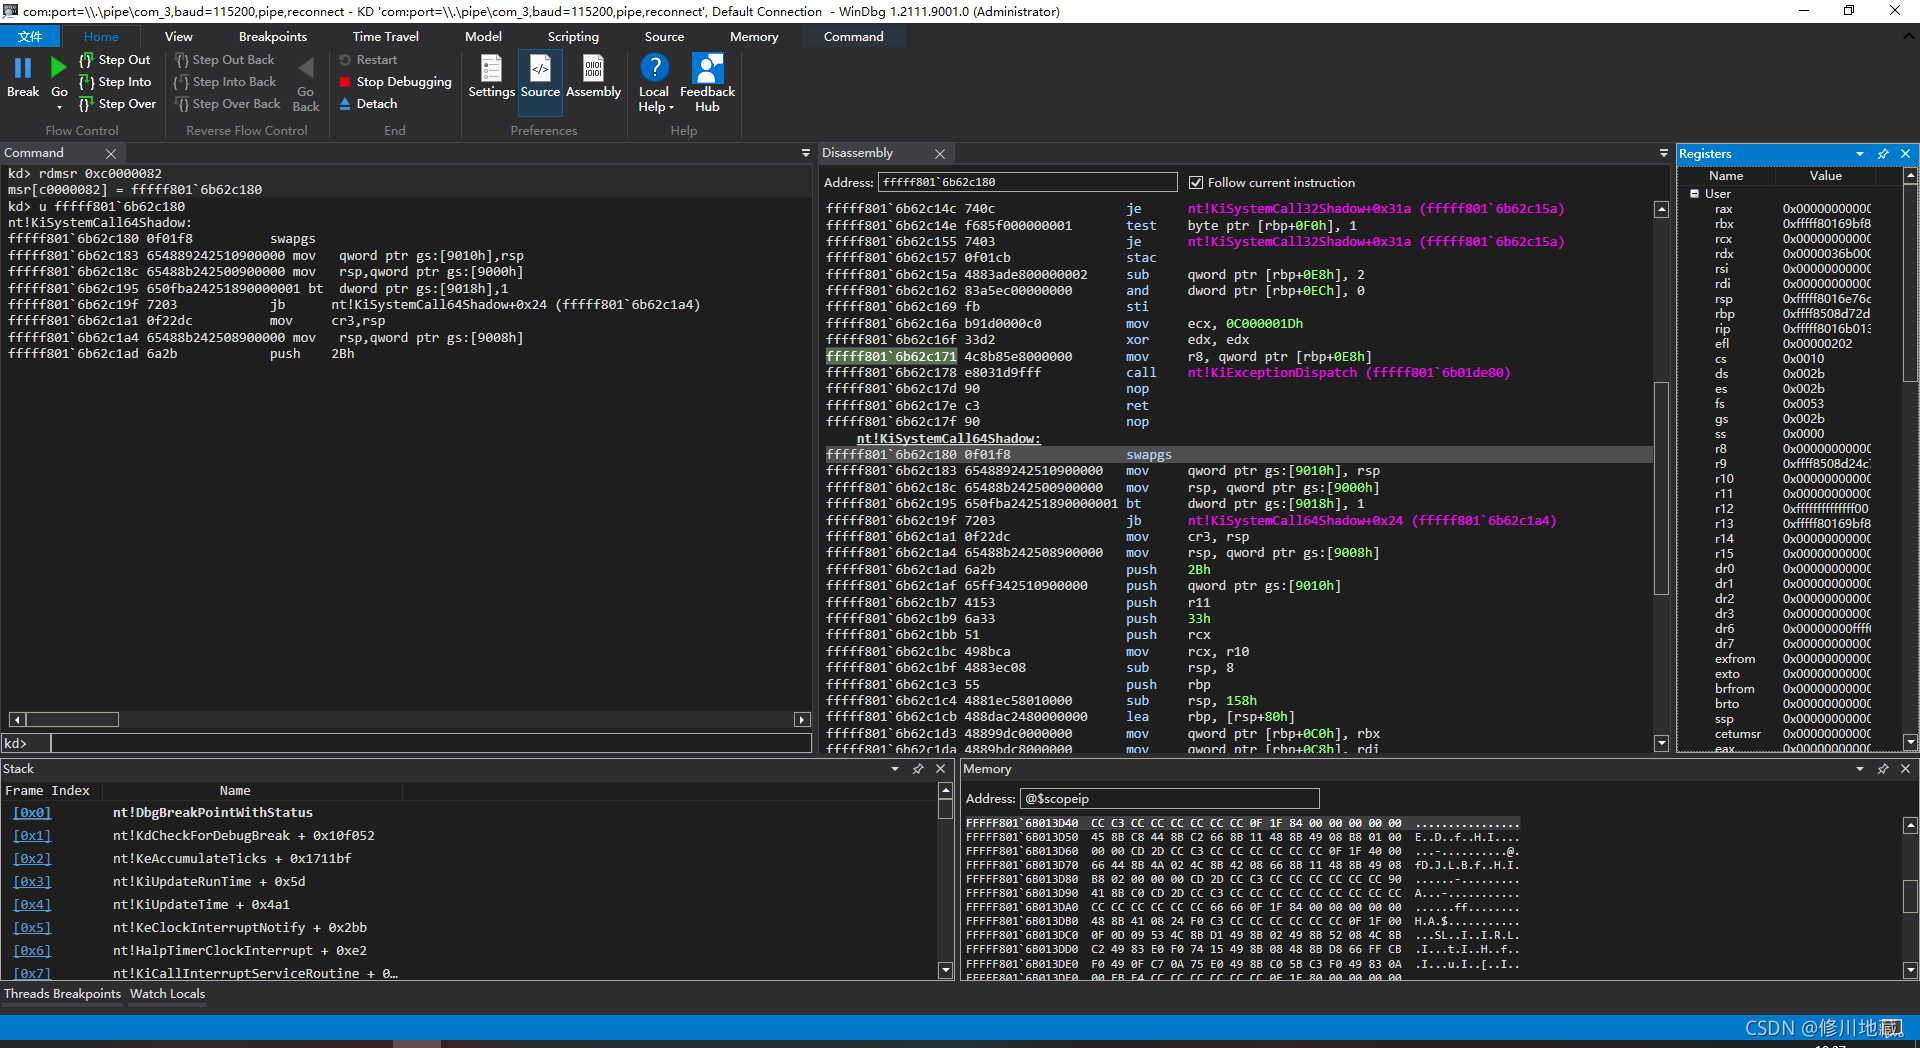 com:port=\\.\pipe\com_3,baud=115200,pipe,reconnect - KD 'com:port=\\.\pipe\com_3,baud=115200,pipe,reconnect', Default Connection  - WinDbg 1.2111.9001.0 (Administrator)
文件 Home View Breakpoints Time Travel Model Scripting Source Memory Command
Break Go Step Out Step Into Step Over Step Out Back Step Into Back Step Over Back Go Back Restart Stop Debugging Detach Settings Source Assembly Local Help Feedback Hub
Flow Control Reverse Flow Control End Preferences Help
Command
kd> rdmsr 0xc0000082
msr[c0000082] = fffff801`6b62c180
kd> u fffff801`6b62c180
nt!KiSystemCall64Shadow:
fffff801`6b62c180 0f01f8 swapgs
fffff801`6b62c183 654889242510900000 mov qword ptr gs:[9010h],rsp
fffff801`6b62c18c 65488b242500900000 mov rsp,qword ptr gs:[9000h]
fffff801`6b62c195 650fba24251890000001 bt dword ptr gs:[9018h],1
fffff801`6b62c19f 7203 jb nt!KiSystemCall64Shadow+0x24 (fffff801`6b62c1a4)
fffff801`6b62c1a1 0f22dc mov cr3,rsp
fffff801`6b62c1a4 65488b242508900000 mov rsp,qword ptr gs:[9008h]
fffff801`6b62c1ad 6a2b push 2Bh
kd>
Disassembly
Address: fffff801`6b62c180 Follow current instruction
fffff801`6b62c14c 740c je nt!KiSystemCall32Shadow+0x31a (fffff801`6b62c15a)
fffff801`6b62c14e f685f000000001 test byte ptr [rbp+0F0h], 1
fffff801`6b62c155 7403 je nt!KiSystemCall32Shadow+0x31a (fffff801`6b62c15a)
fffff801`6b62c157 0f01cb stac
fffff801`6b62c15a 4883ade800000002 sub qword ptr [rbp+0E8h], 2
fffff801`6b62c162 83a5ec00000000 and dword ptr [rbp+0ECh], 0
fffff801`6b62c169 fb sti
fffff801`6b62c16a b91d0000c0 mov ecx, 0C000001Dh
fffff801`6b62c16f 33d2 xor edx, edx
fffff801`6b62c171 4c8b85e8000000 mov r8, qword ptr [rbp+0E8h]
fffff801`6b62c178 e8031d9fff call nt!KiExceptionDispatch (fffff801`6b01de80)
fffff801`6b62c17d 90 nop
fffff801`6b62c17e c3 ret
fffff801`6b62c17f 90 nop
nt!KiSystemCall64Shadow:
fffff801`6b62c180 0f01f8 swapgs
fffff801`6b62c183 654889242510900000 mov qword ptr gs:[9010h], rsp
fffff801`6b62c18c 65488b242500900000 mov rsp, qword ptr gs:[9000h]
fffff801`6b62c195 650fba24251890000001 bt dword ptr gs:[9018h], 1
fffff801`6b62c19f 7203 jb nt!KiSystemCall64Shadow+0x24 (fffff801`6b62c1a4)
fffff801`6b62c1a1 0f22dc mov cr3, rsp
fffff801`6b62c1a4 65488b242508900000 mov rsp, qword ptr gs:[9008h]
fffff801`6b62c1ad 6a2b push 2Bh
fffff801`6b62c1af 65ff342510900000 push qword ptr gs:[9010h]
fffff801`6b62c1b7 4153 push r11
fffff801`6b62c1b9 6a33 push 33h
fffff801`6b62c1bb 51 push rcx
fffff801`6b62c1bc 498bca mov rcx, r10
fffff801`6b62c1bf 4883ec08 sub rsp, 8
fffff801`6b62c1c3 55 push rbp
fffff801`6b62c1c4 4881ec58010000 sub rsp, 158h
fffff801`6b62c1cb 488dac2480000000 lea rbp, [rsp+80h]
fffff801`6b62c1d3 48899dc0000000 mov qword ptr [rbp+0C0h], rbx
fffff801`6b62c1da 4889bdc8000000 mov qword ptr [rbp+0C8h], rdi
Registers
Name Value
User
rax 0x00000000000
rbx 0xfffff80169bf8
rcx 0x00000000000
rdx 0x0000036b000
rsi 0x00000000000
rdi 0x00000000000
rsp 0xfffff8016e76c
rbp 0xffff8508d72d
rip 0xfffff8016b013
efl 0x00000202
cs 0x0010
ds 0x002b
es 0x002b
fs 0x0053
gs 0x002b
ss 0x0000
r8 0x00000000000
r9 0xffff8508d24c7
r10 0x00000000000
r11 0x00000000000
r12 0xffffffffffffff00
r13 0xfffff80169bf8
r14 0x00000000000
r15 0x00000000000
dr0 0x00000000000
dr1 0x00000000000
dr2 0x00000000000
dr3 0x00000000000
dr6 0x00000000ffff0
dr7 0x00000000000
exfrom 0x00000000000
exto 0x00000000000
brfrom 0x00000000000
brto 0x00000000000
ssp 0x00000000000
cetumsr 0x00000000000
eax 0x00000000000
Stack
Frame Index Name
[0x0] nt!DbgBreakPointWithStatus
[0x1] nt!KdCheckForDebugBreak + 0x10f052
[0x2] nt!KeAccumulateTicks + 0x1711bf
[0x3] nt!KiUpdateRunTime + 0x5d
[0x4] nt!KiUpdateTime + 0x4a1
[0x5] nt!KeClockInterruptNotify + 0x2bb
[0x6] nt!HalpTimerClockInterrupt + 0xe2
[0x7] nt!KiCallInterruptServiceRoutine + 0…
Threads Breakpoints Watch Locals
Memory
Address: @$scopeip
FFFFF801`6B013D40 CC C3 CC CC CC CC CC CC 0F 1F 84 00 00 00 00 00 ................
FFFFF801`6B013D50 45 8B C8 44 8B C2 66 8B 11 48 8B 49 08 B8 01 00 E..D..f..H.I....
FFFFF801`6B013D60 00 00 CD 2D CC C3 CC CC CC CC CC CC 0F 1F 40 00 ...-..........@.
FFFFF801`6B013D70 66 44 8B 4A 02 4C 8B 42 08 66 8B 11 48 8B 49 08 fD.J.L.B.f..H.I.
FFFFF801`6B013D80 B8 02 00 00 00 CD 2D CC C3 CC CC CC CC CC CC 90 ......-.........
FFFFF801`6B013D90 41 8B C0 CD 2D CC C3 CC CC CC CC CC CC CC CC CC A...-...........
FFFFF801`6B013DA0 CC CC CC CC CC CC 66 66 0F 1F 84 00 00 00 00 00 ......ff........
FFFFF801`6B013DB0 48 8B 41 08 24 F0 C3 CC CC CC CC CC CC 0F 1F 00 H.A.$...........
FFFFF801`6B013DC0 0F 0D 09 53 4C 8B D1 49 8B 02 49 8B 52 08 4C 8B ...SL..I..I.R.L.
FFFFF801`6B013DD0 C2 49 83 E0 F0 74 15 49 8B 08 48 8B D8 66 FF CB .I...t.I..H..f..
FFFFF801`6B013DE0 F0 49 0F C7 0A 75 E0 49 8B C0 5B C3 F0 49 83 0A .I...u.I..[..I..
CSDN @修川地藏